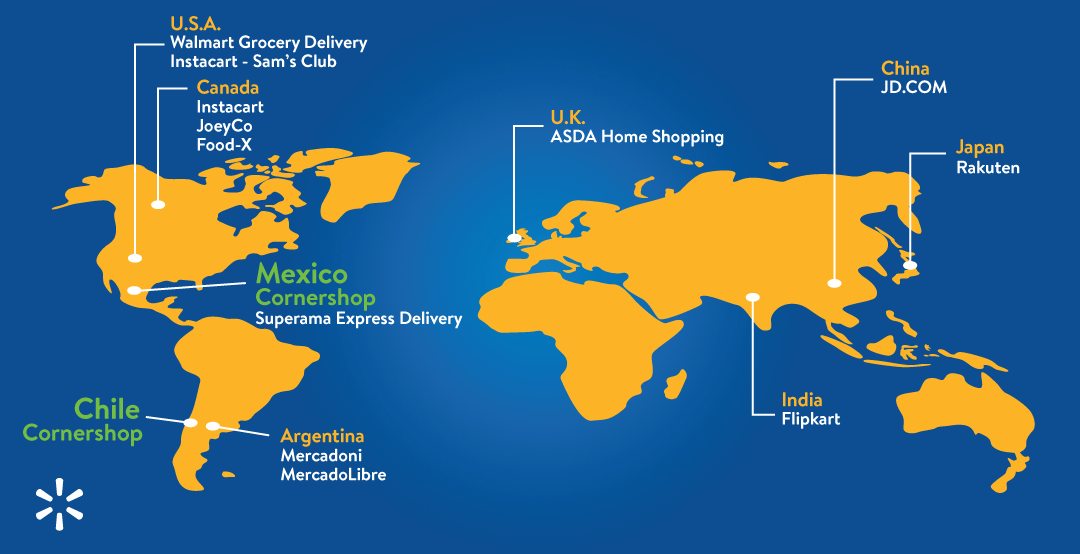 U.S.A.
Walmart Grocery Delivery
Instacart - Sam's Club
Canada
Instacart
JoeyCo
Food-X
China
JD.COM
U.K.
ASDA Home Shopping
Japan
Rakuten
Mexico
Cornershop
Superama Express Delivery
India
Flipkart
Chile
Cornershop
Argentina
Mercadoni
MercadoLibre